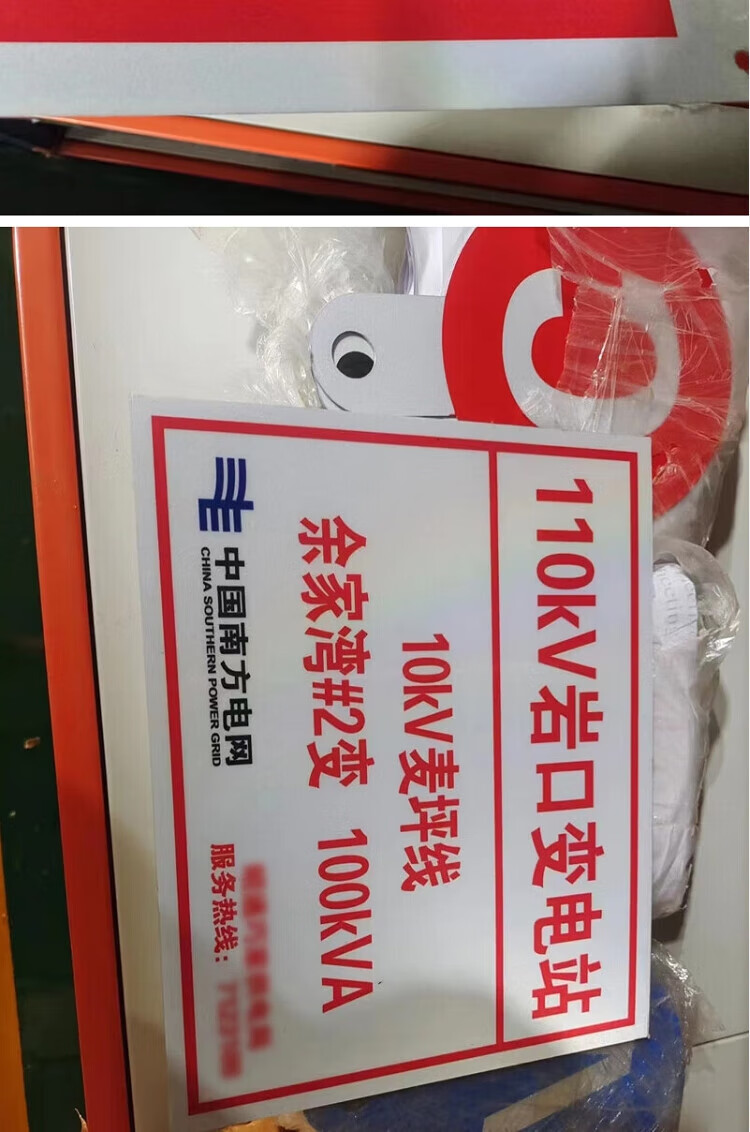 110kV岩口变电站
10kV麦坪线
余家湾#2变 100kVA
中国南方电网
CHINA SOUTHERN POWER GRID
服务热线：